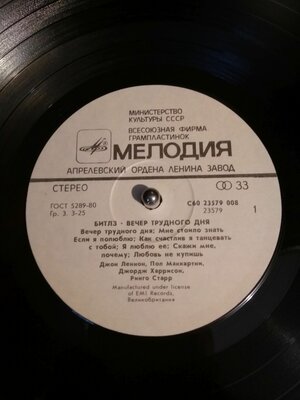 МИНИСТЕРСТВО
КУЛЬТУРЫ СССР
ВСЕСОЮЗНАЯ ФИРМА
ГРАМПЛАСТИНОК
МЕЛОДИЯ
АПРЕЛЕВСКИЙ ОРДЕНА ЛЕНИНА ЗАВОД
СТЕРЕО
33
ГОСТ 5289-80
Гр. 3. 3-25
С60 23579 008
23579
1
БИТЛЗ - ВЕЧЕР ТРУДНОГО ДНЯ
Вечер трудного дня; Мне стоило знать
Если я полюблю; Как счастлив я танцевать
с тобой; Я люблю ее; Скажи мне,
почему; Любовь не купишь
Джон Леннон, Пол Маккартни,
Джордж Харрисон,
Ринго Старр
Manufactured under license
of EMI Records,
Великобритания